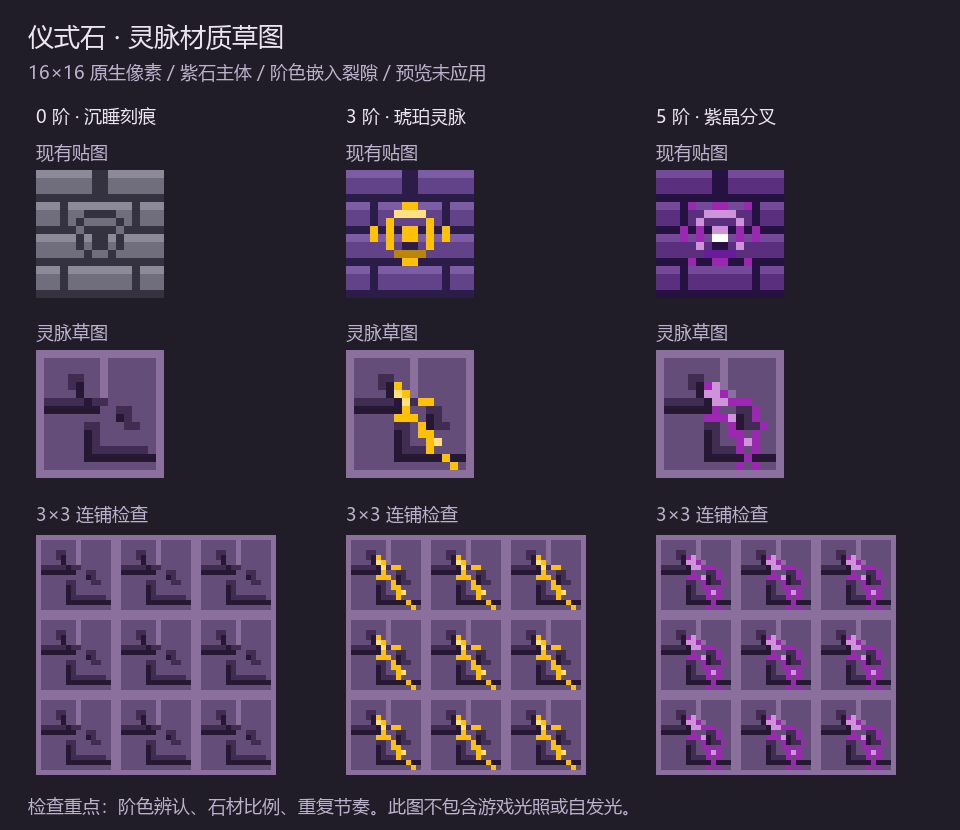 仪式石 · 灵脉材质草图
16×16 原生像素 / 紫石主体 / 阶色嵌入裂隙 / 预览未应用
0 阶 · 沉睡刻痕
3 阶 · 琥珀灵脉
5 阶 · 紫晶分叉
现有贴图
现有贴图
现有贴图
灵脉草图
灵脉草图
灵脉草图
3×3 连铺检查
3×3 连铺检查
3×3 连铺检查
检查重点：阶色辨认、石材比例、重复节奏。此图不包含游戏光照或自发光。